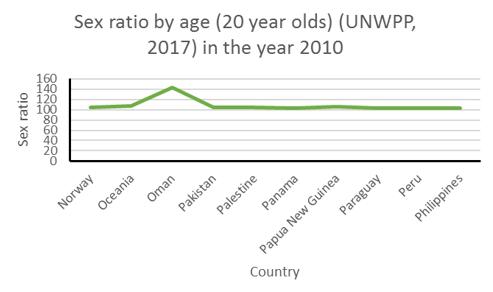 Sex ratio by age (20 year olds) (UNWPP,
2017) in the year 2010
160
140
120
100
80
60
40
20
0
Sex ratio
Norway
Oceania
Oman
Pakistan
Palestine
Panama
Papua New Guinea
Paraguay
Peru
Philippines
Country